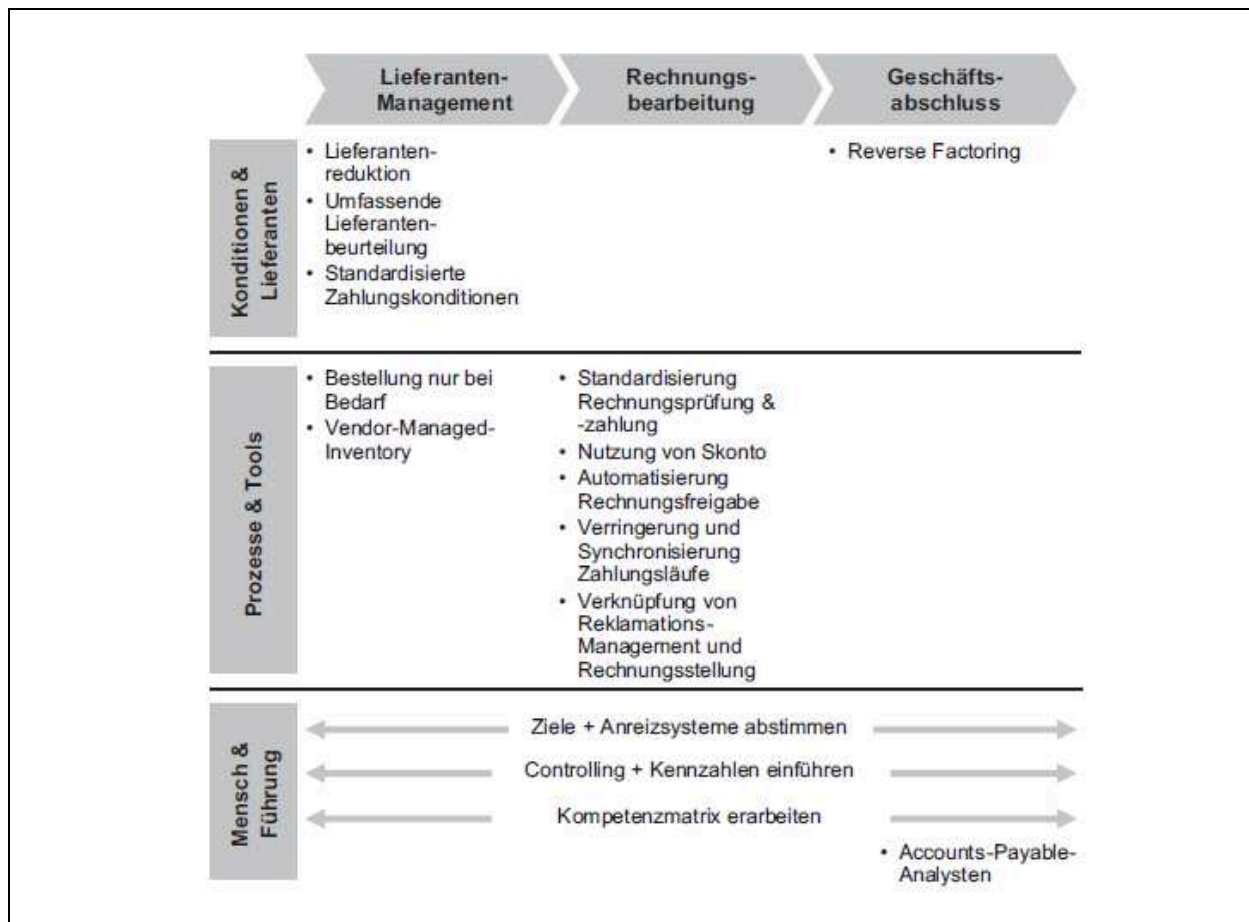 Lieferanten-
Management
Rechnungs-
bearbeitung
Geschäfts-
abschluss
Konditionen &
Lieferanten
• Lieferanten-
reduktion
• Umfassende
Lieferanten-
beurteilung
• Standardisierte
Zahlungskonditionen
• Reverse Factoring
Prozesse & Tools
• Bestellung nur bei
Bedarf
• Vendor-Managed-
Inventory
• Standardisierung
Rechnungsprüfung &
-zahlung
• Nutzung von Skonto
• Automatisierung
Rechnungsfreigabe
• Verringerung und
Synchronisierung
Zahlungsläufe
• Verknüpfung von
Reklamations-
Management und
Rechnungsstellung
Mensch &
Führung
Ziele + Anreizsysteme abstimmen
Controlling + Kennzahlen einführen
Kompetenzmatrix erarbeiten
• Accounts-Payable-
Analysten